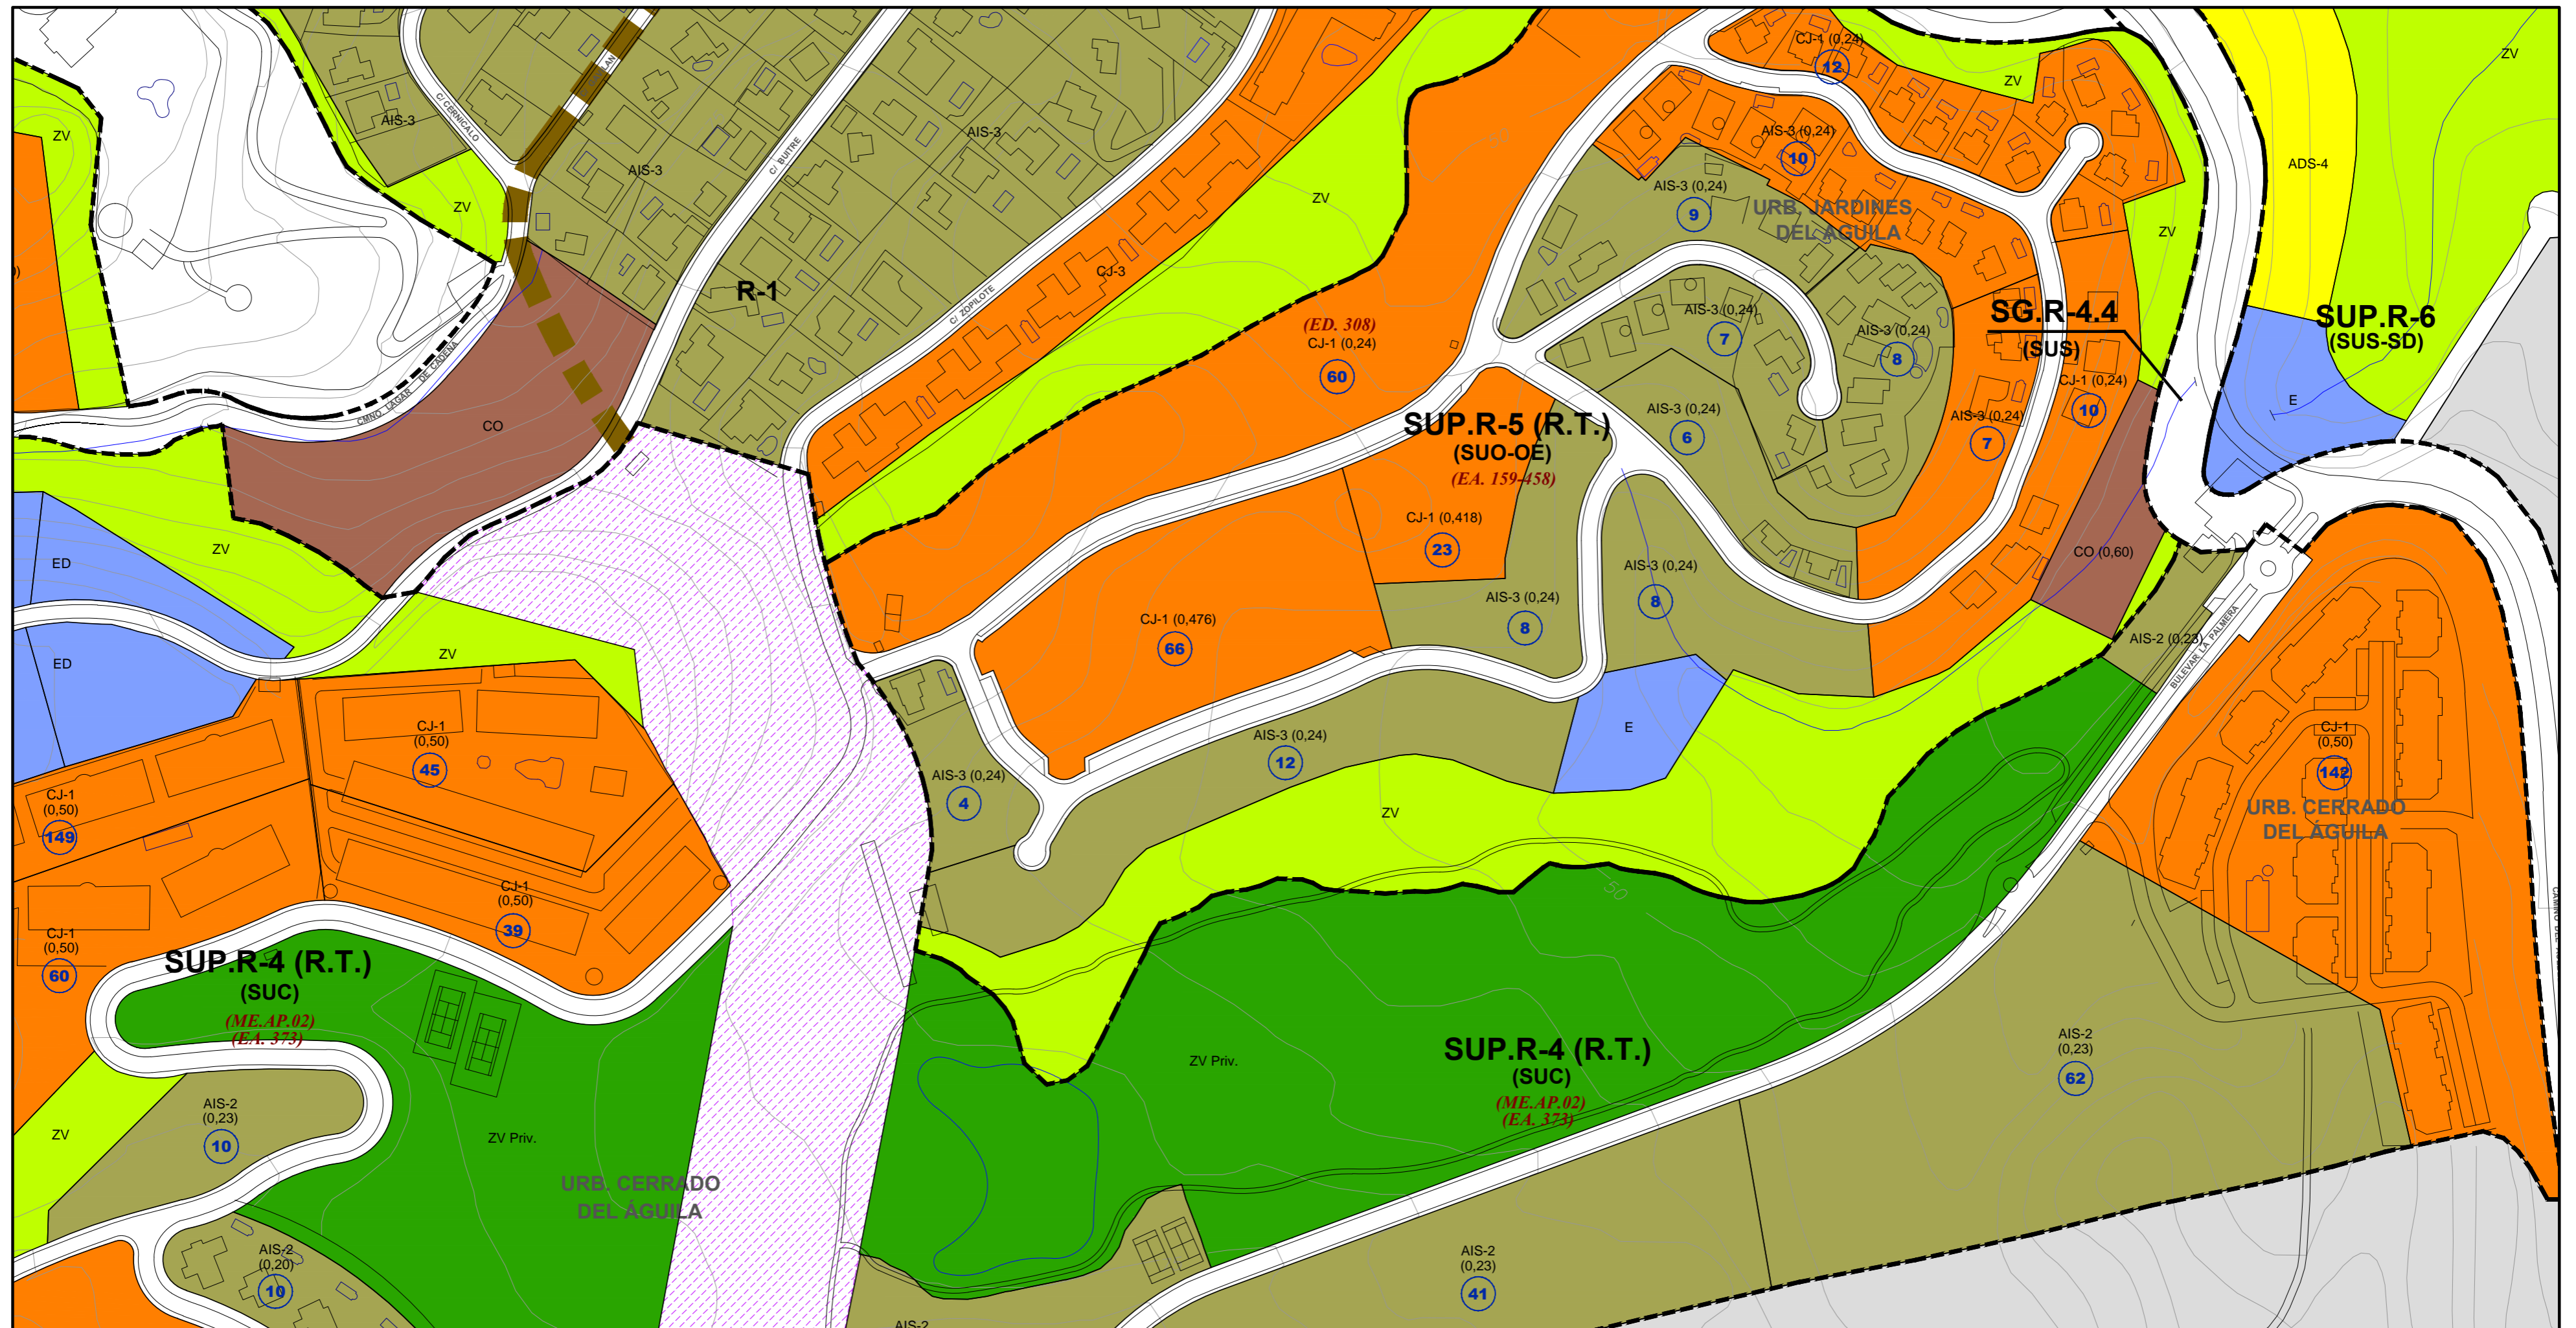 CJ-1 (0,24)
12
ZV
ZV
ZV
AIS-3
C/ CERNICALO
LAN
AIS-3
C/ BUITRE
AIS-3
ZV
ZV
AIS-3 (0,24)
10
ADS-4
AIS-3 (0,24)
9
URB. JARDINES
DEL AGUILA
ZV
R-1
CJ-3
C/ ZOPILOTE
(ED. 308)
CJ-1 (0,24)
60
AIS-3 (0,24)
7
AIS-3 (0,24)
8
SG.R-4.4
(SUS)
SUP.R-6
(SUS-SD)
CMNO. LAGAR DE CADENA
CO
SUP.R-5 (R.T.)
(SUO-OE)
(EA. 159-458)
AIS-3 (0,24)
6
AIS-3 (0,24)
7
CJ-1 (0,24)
10
E
ZV
ED
CJ-1 (0,418)
23
AIS-3 (0,24)
8
CO (0,60)
AIS-3 (0,24)
8
CJ-1 (0,476)
66
AIS-2 (0,23)
BULEVAR LA PALMERA
ED
ZV
CJ-1
(0,50)
45
AIS-3 (0,24)
12
E
CJ-1
(0,50)
142
URB. CERRADO
DEL ÁGUILA
AIS-3 (0,24)
4
ZV
CJ-1
(0,50)
149
CJ-1
(0,50)
39
50
CJ-1
(0,50)
60
SUP.R-4 (R.T.)
(SUC)
(ME.AP.02)
(EA. 373)
ZV Priv.
SUP.R-4 (R.T.)
(SUC)
(ME.AP.02)
(EA. 373)
AIS-2
(0,23)
62
AIS-2
(0,23)
10
ZV
ZV Priv.
URB. CERRADO
DEL ÁGUILA
AIS-2
(0,20)
10
AIS-2
(0,23)
41
AIS-2